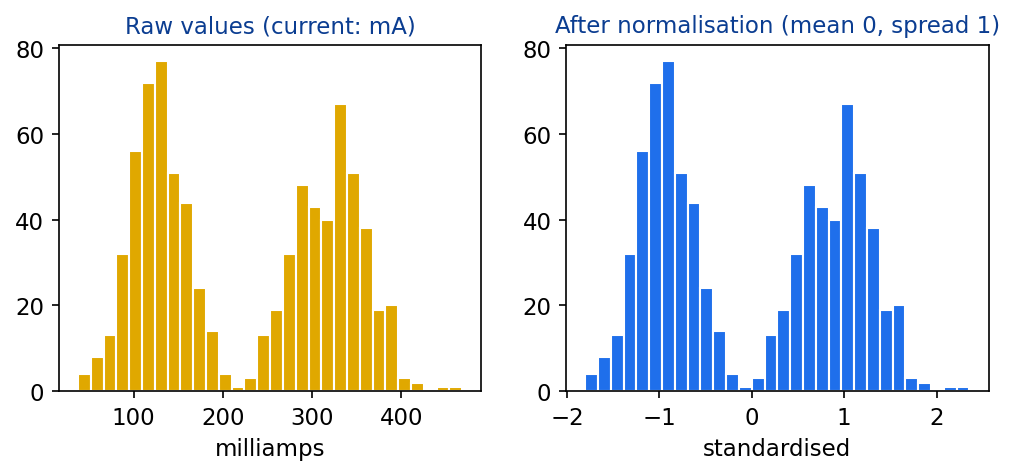 Raw values (current: mA)
80
60
40
20
0
100 200 300 400
milliamps
After normalisation (mean 0, spread 1)
80
60
40
20
0
−2 −1 0 1 2
standardised